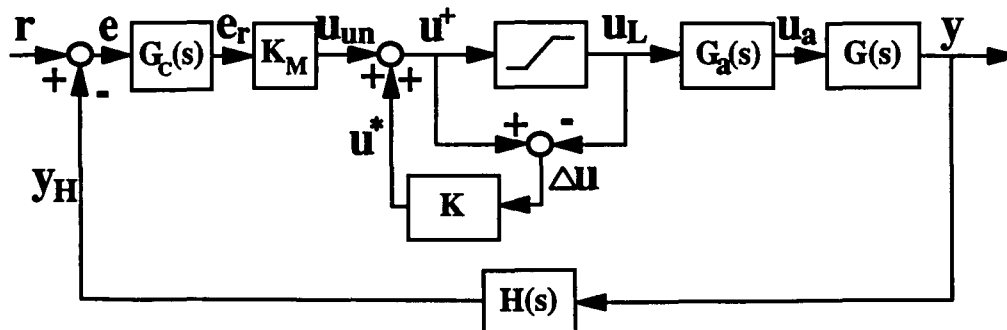 r
e
G_C(s)
e_r
K_M
u_un
u^+
u_L
G_a(s)
u_a
G(s)
y
+
-
+
+
+
-
u^*
Δu
y_H
K
H(s)